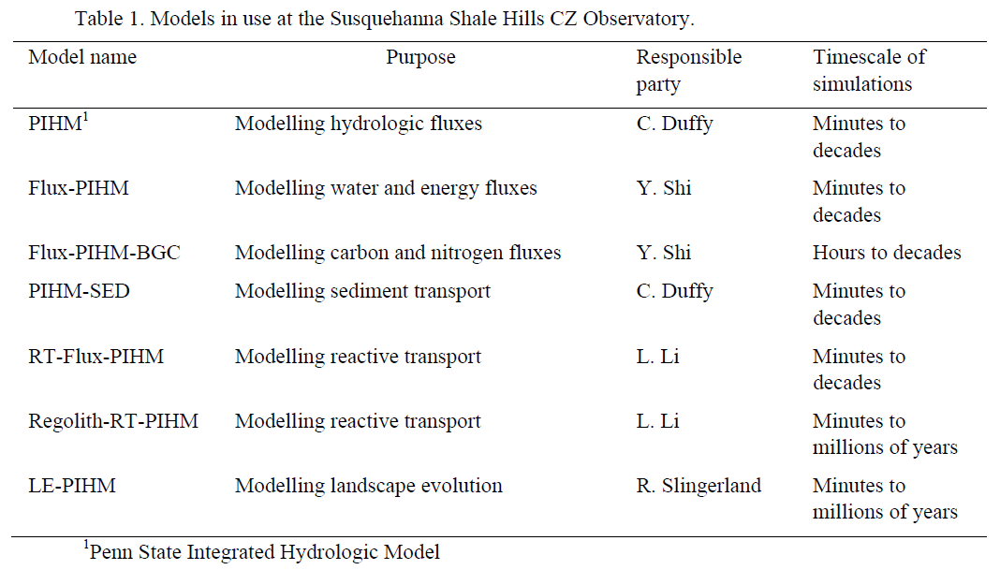 Table 1. Models in use at the Susquehanna Shale Hills CZ Observatory.
Model name Purpose Responsible party Timescale of simulations
PIHM1 Modelling hydrologic fluxes C. Duffy Minutes to decades
Flux-PIHM Modelling water and energy fluxes Y. Shi Minutes to decades
Flux-PIHM-BGC Modelling carbon and nitrogen fluxes Y. Shi Hours to decades
PIHM-SED Modelling sediment transport C. Duffy Minutes to decades
RT-Flux-PIHM Modelling reactive transport L. Li Minutes to decades
Regolith-RT-PIHM Modelling reactive transport L. Li Minutes to millions of years
LE-PIHM Modelling landscape evolution R. Slingerland Minutes to millions of years
1Penn State Integrated Hydrologic Model